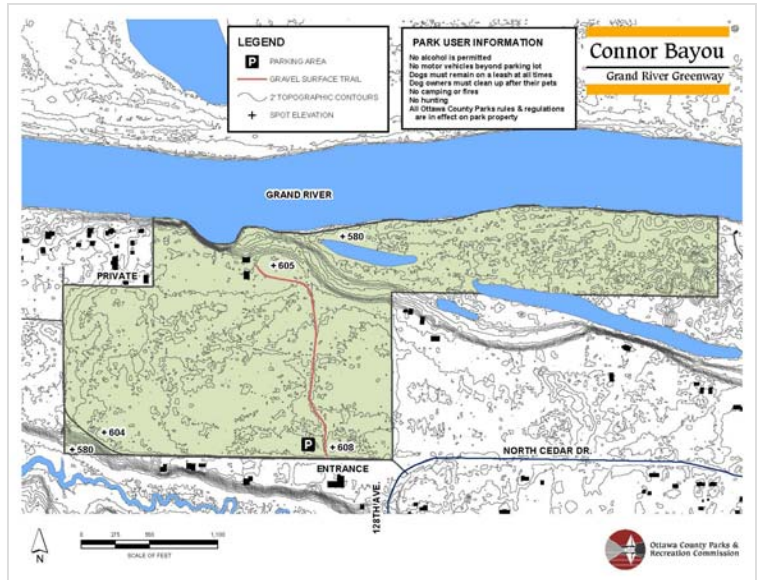 LEGEND
P PARKING AREA
GRAVEL SURFACE TRAIL
2' TOPOGRAPHIC CONTOURS
+ SPOT ELEVATION
PARK USER INFORMATION
No alcohol is permitted
No motor vehicles beyond parking lot
Dogs must remain on a leash at all times
Dog owners must clean up after their pets
No camping or fires
No hunting
All Ottawa County Parks rules & regulations
are in effect on park property
Connor Bayou
Grand River Greenway
GRAND RIVER
+ 580
+ 605
PRIVATE
+ 604
+ 580
P
+ 608
ENTRANCE
NORTH CEDAR DR.
128TH AVE.
N
0 275 550 1,100
SCALE OF FEET
Ottawa County Parks &
Recreation Commission